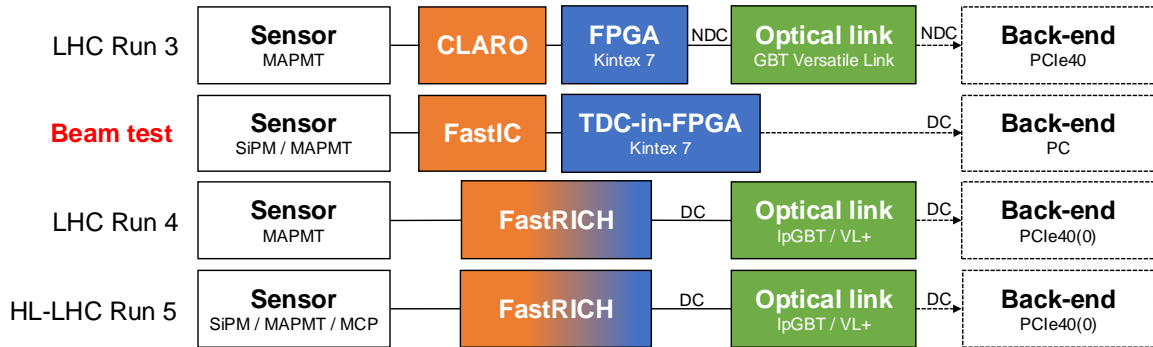 LHC Run 3
Sensor
MAPMT
CLARO
FPGA
Kintex 7
NDC
Optical link
GBT Versatile Link
NDC
Back-end
PCIe40
Beam test
Sensor
SiPM / MAPMT
FastIC
TDC-in-FPGA
Kintex 7
DC
Back-end
PC
LHC Run 4
Sensor
MAPMT
FastRICH
DC
Optical link
lpGBT / VL+
DC
Back-end
PCIe40(0)
HL-LHC Run 5
Sensor
SiPM / MAPMT / MCP
FastRICH
DC
Optical link
lpGBT / VL+
DC
Back-end
PCIe40(0)